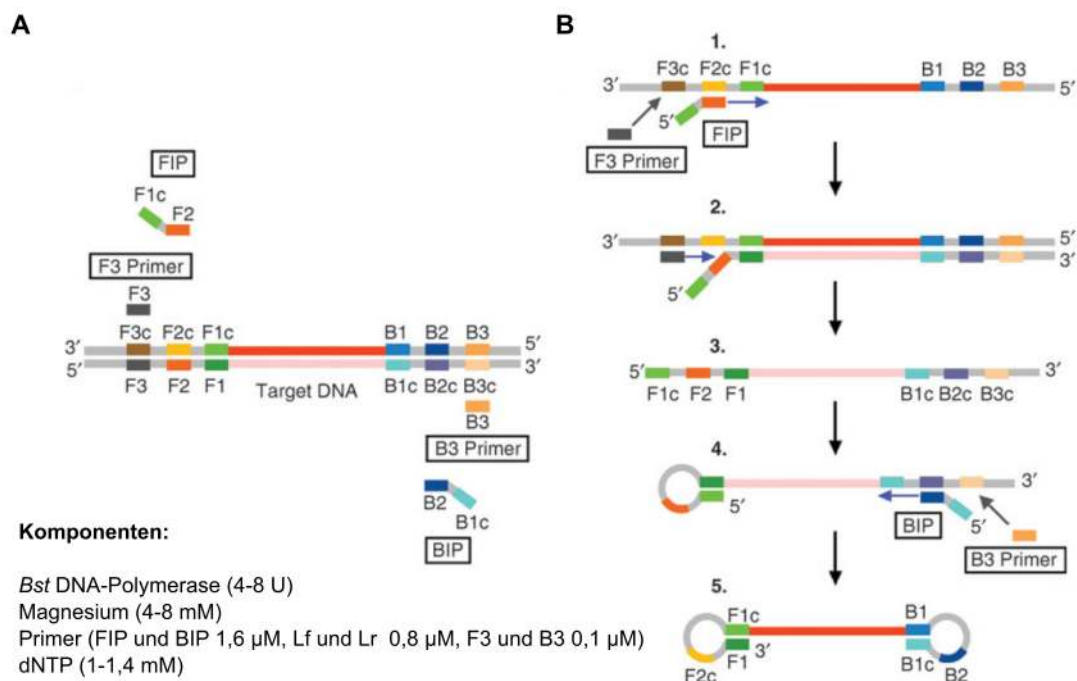 A
FIP
F1c
F2
F3 Primer
F3
F3c F2c F1c B1 B2 B3
3′ 5′
5′ 3′
F3 F2 F1 Target DNA B1c B2c B3c
B3
B3 Primer
B2
B1c
BIP
Komponenten:
Bst DNA-Polymerase (4-8 U)
Magnesium (4-8 mM)
Primer (FIP und BIP 1,6 µM, Lf und Lr 0,8 µM, F3 und B3 0,1 µM)
dNTP (1-1,4 mM)
B
1.
F3c F2c F1c B1 B2 B3
3′ 5′
5′
FIP
F3 Primer
2.
3′ 5′
3′
5′
3.
5′ 3′
F1c F2 F1 B1c B2c B3c
4.
3′
5′
5′
BIP
B3 Primer
5.
F1c B1
F2c F1 3′ B1c B2